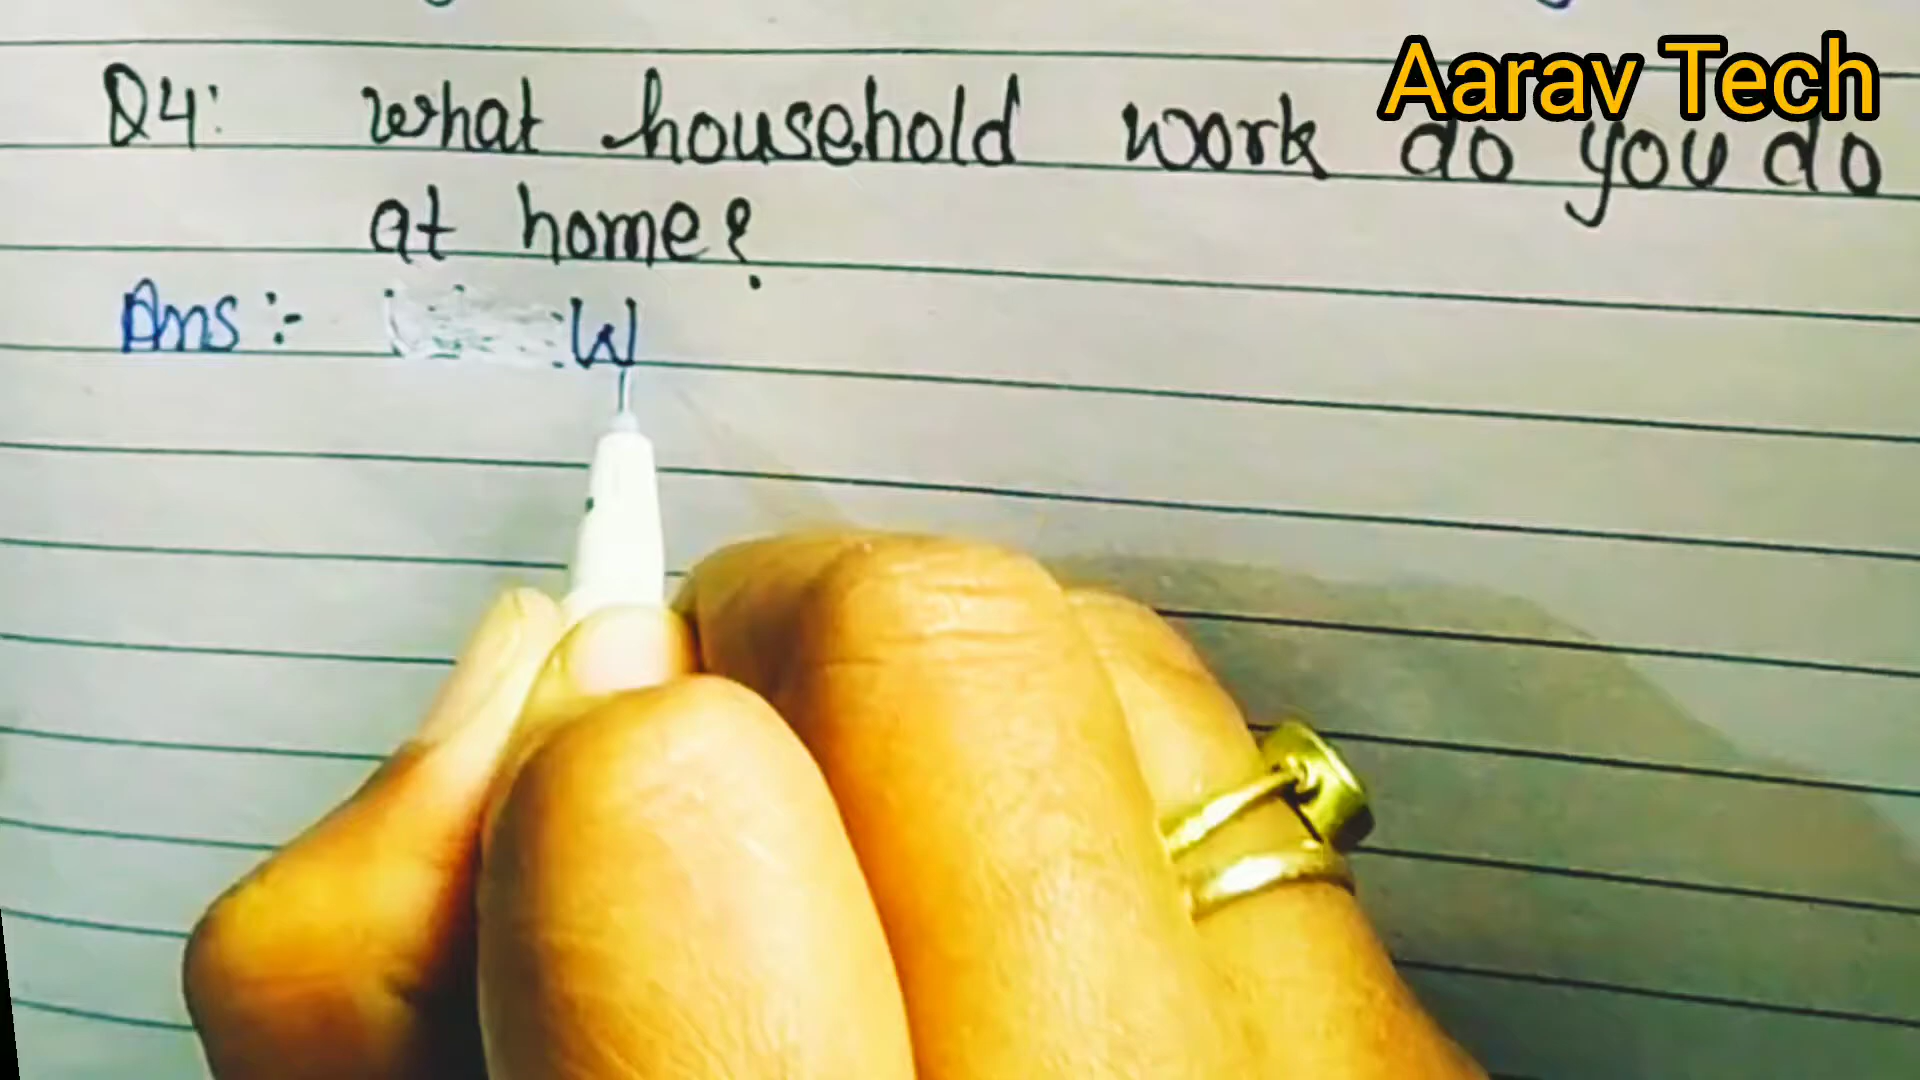 Aarav Tech
Q4: What household work do you do
at home?
Ans :- W